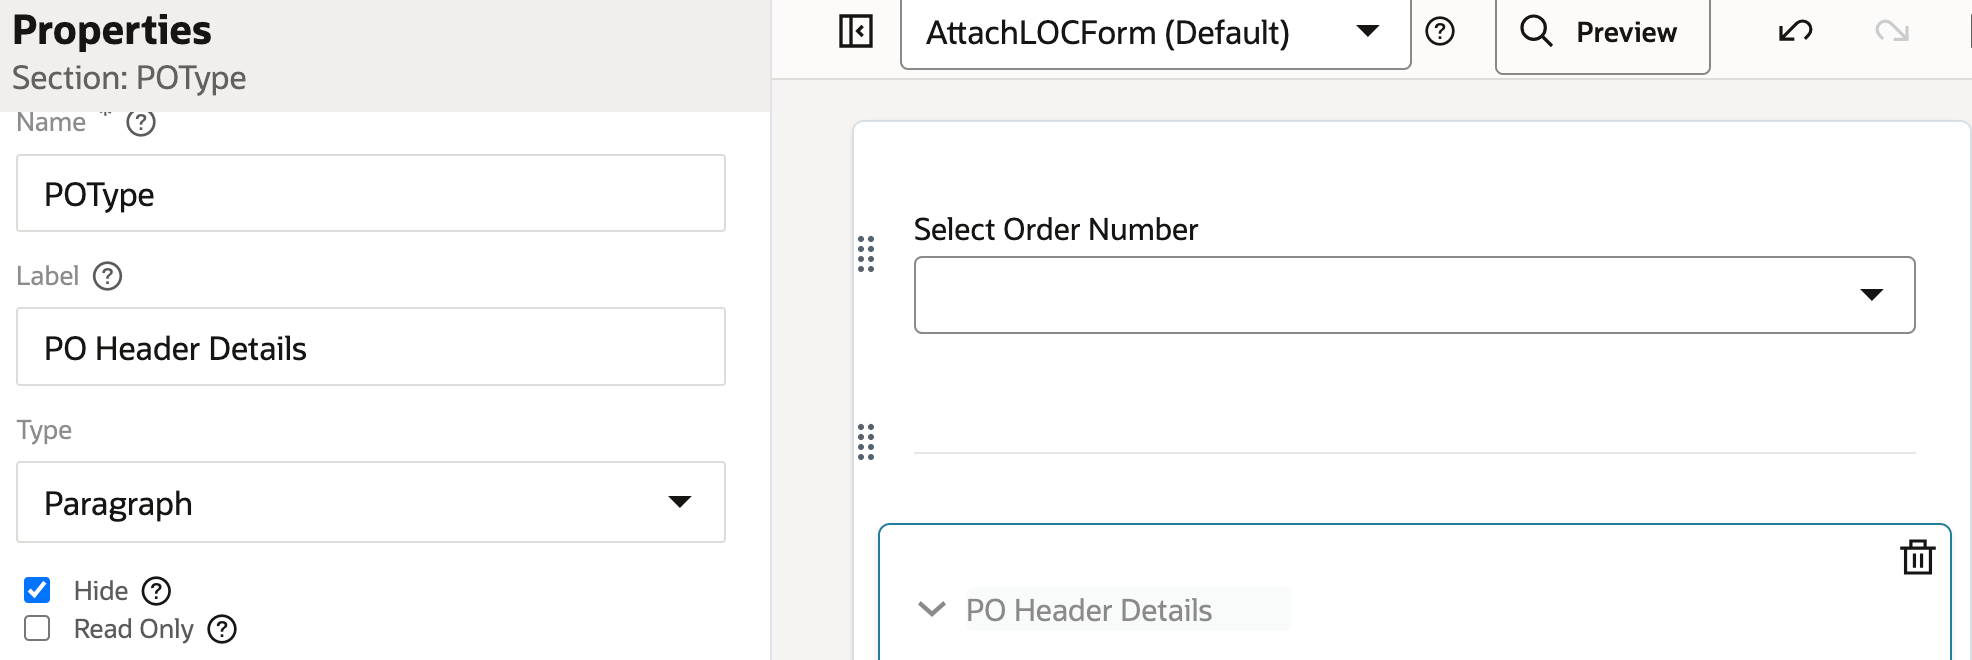 Properties
Section: POType
Name *
POType
Label
PO Header Details
Type
Paragraph
Hide
Read Only
AttachLOCForm (Default)
Preview
Select Order Number
PO Header Details